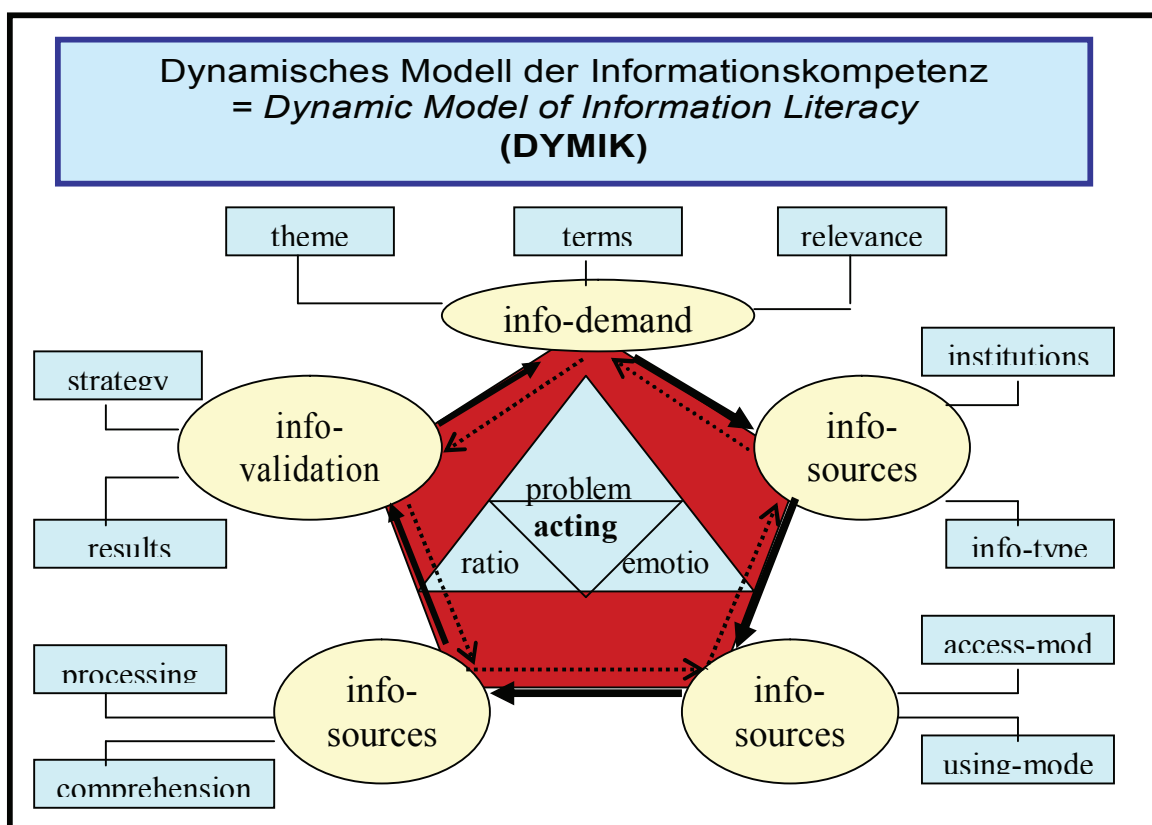 Dynamisches Modell der Informationskompetenz
= Dynamic Model of Information Literacy
(DYMIK)
theme
terms
relevance
info-demand
strategy
institutions
info-
validation
info-
sources
problem
acting
ratio
emotio
results
info-type
processing
access-mod
info-
sources
info-
sources
comprehension
using-mode